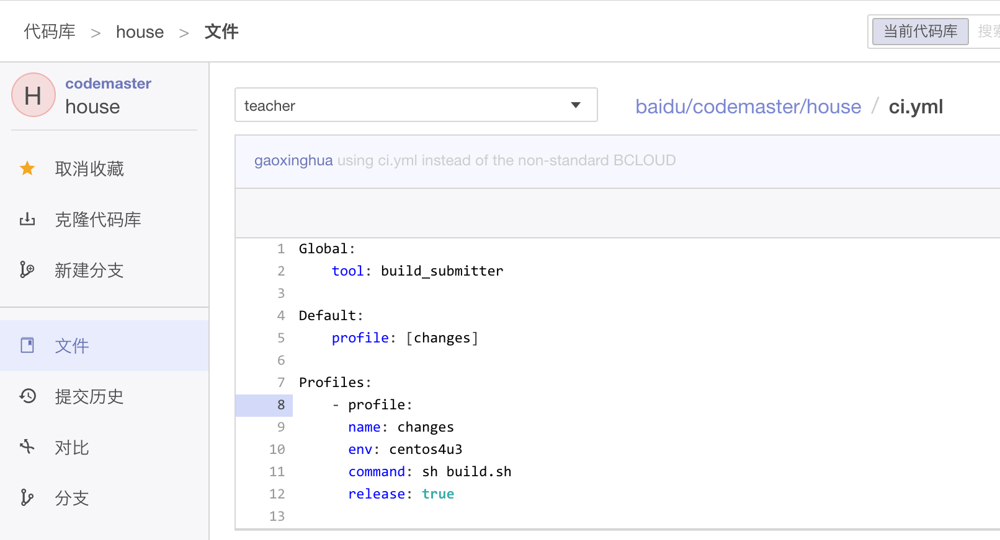 代码库 > house > 文件
当前代码库 搜索
H
codemaster
house
取消收藏
克隆代码库
新建分支
文件
提交历史
对比
分支
teacher
baidu/codemaster/house / ci.yml
gaoxinghua using ci.yml instead of the non-standard BCLOUD
1 Global:
2 tool: build_submitter
3
4 Default:
5 profile: [changes]
6
7 Profiles:
8 - profile:
9 name: changes
10 env: centos4u3
11 command: sh build.sh
12 release: true
13